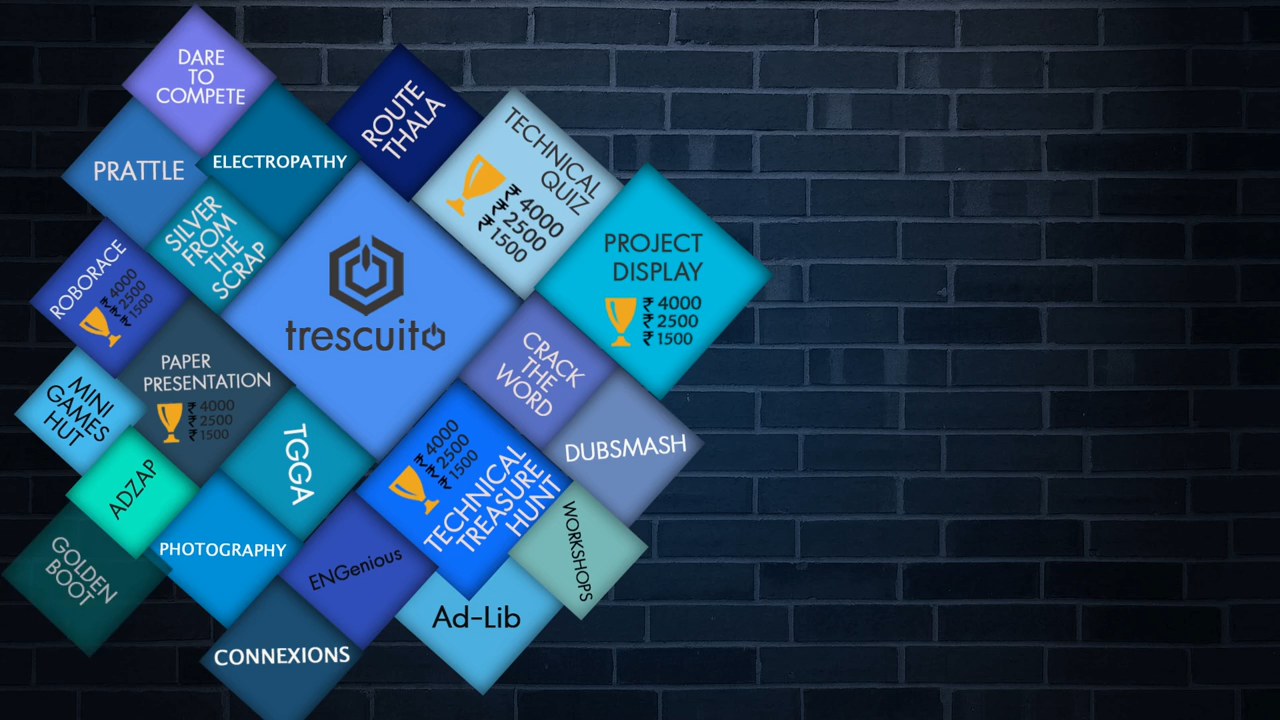 DARE
TO
COMPETE
PRATTLE
ELECTROPATHY
ROUTE
THALA
TECHNICAL
QUIZ
₹ 4000
₹ 2500
₹ 1500
PROJECT
DISPLAY
₹ 4000
₹ 2500
₹ 1500
SILVER
FROM
THE
SCRAP
ROBORACE
₹ 4000
₹ 2500
₹ 1500
trescuito
PAPER
PRESENTATION
₹ 4000
₹ 2500
₹ 1500
CRACK
THE
WORD
MINI
GAMES
HUT
DUBSMASH
TGGA
₹ 4000
₹ 2500
₹ 1500
TECHNICAL
TREASURE
HUNT
ADZAP
WORKSHOPS
GOLDEN
BOOT
PHOTOGRAPHY
ENGenious
Ad-Lib
CONNEXIONS